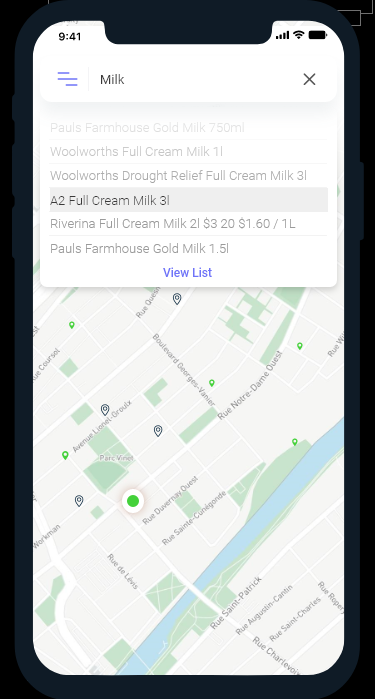 9:41
Milk
Pauls Farmhouse Gold Milk 750ml
Woolworths Full Cream Milk 1l
Woolworths Drought Relief Full Cream Milk 3l
A2 Full Cream Milk 3l
Riverina Full Cream Milk 2l $3 20 $1.60 / 1L
Pauls Farmhouse Gold Milk 1.5l
View List
Rue Coursol
Boulevard Georges-Vanier
Rue Notre-Dame Ouest
Avenue Lionel-Groulx
Parc Vinet
Rue Duvernay Ouest
Rue Sainte-Cunégonde
Workman
Rue de Lévis
Rue Saint-Patrick
Rue Augustin-Cantin
Rue Saint-Charles
Rue Ropery
Rue Charlevoix